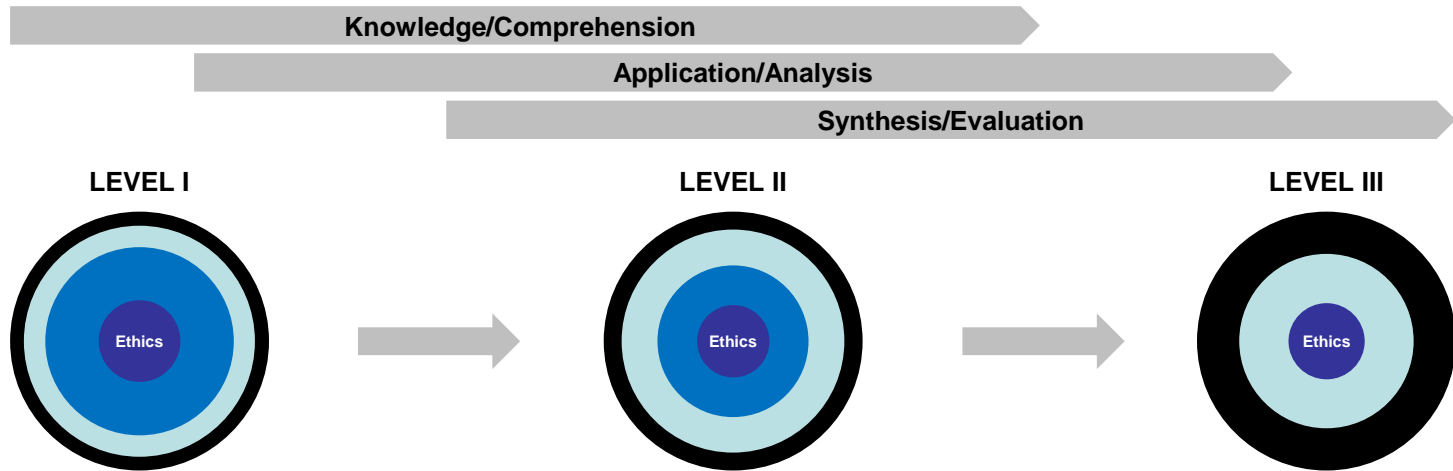 Knowledge/Comprehension
Application/Analysis
Synthesis/Evaluation
LEVEL I
LEVEL II
LEVEL III
Ethics
Ethics
Ethics